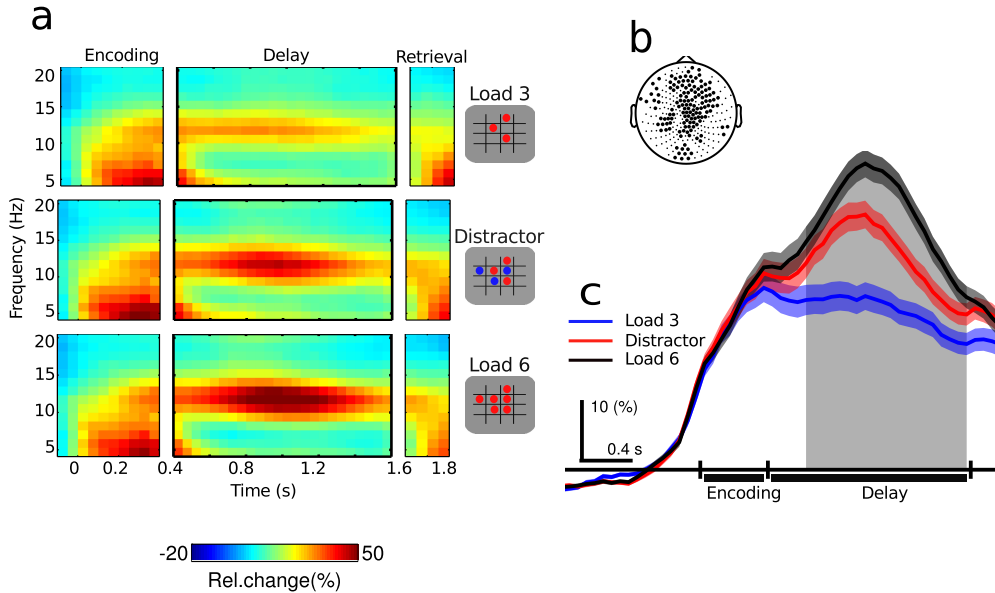 a
Encoding Delay Retrieval
20
15
10
5
Load 3
20
15
10
5
Distractor
20
15
10
5
Load 6
Frequency (Hz)
0 0.2 0.4 0.8 1.2 1.6 1.8
Time (s)
-20 50
Rel.change(%)
b
c
Load 3
Distractor
Load 6
10 (%)
0.4 s
Encoding Delay